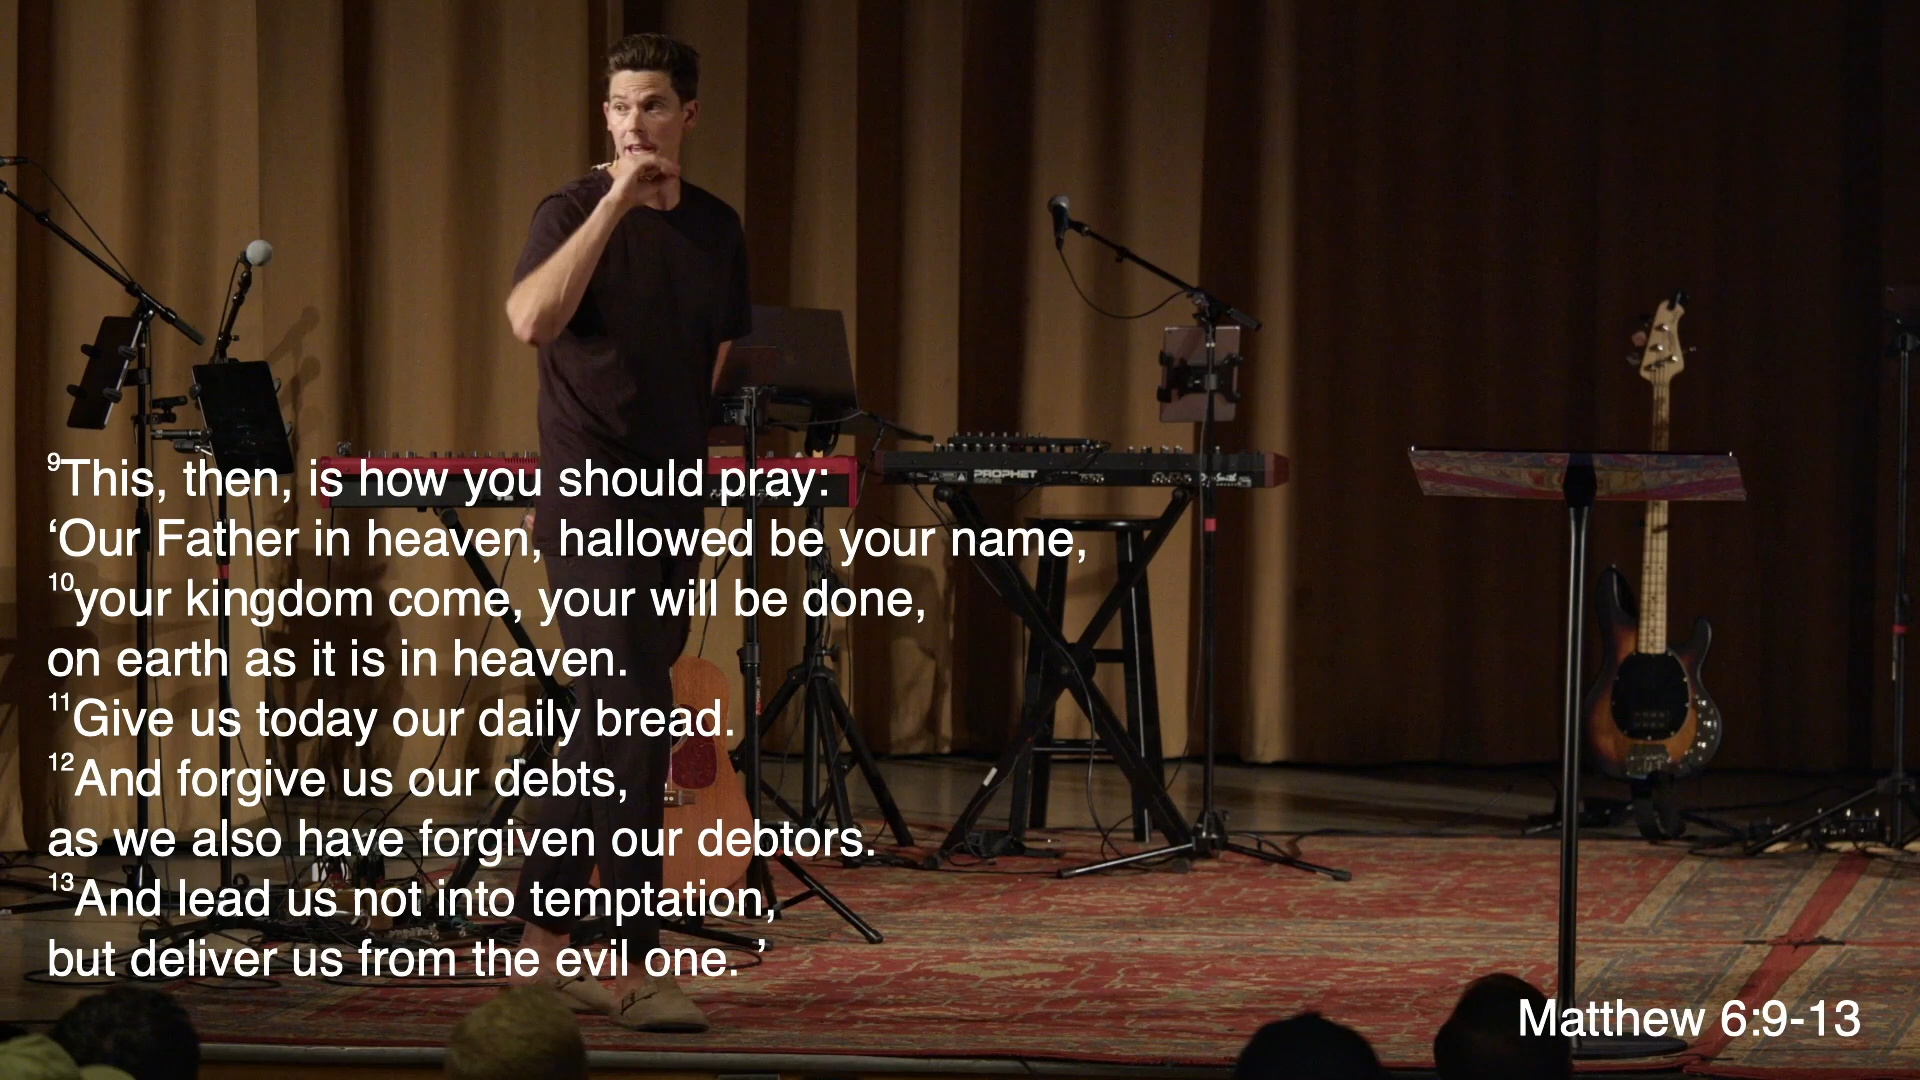 ⁹This, then, is how you should pray:
‘Our Father in heaven, hallowed be your name,
¹⁰your kingdom come, your will be done,
on earth as it is in heaven.
¹¹Give us today our daily bread.
¹²And forgive us our debts,
as we also have forgiven our debtors.
¹³And lead us not into temptation,
but deliver us from the evil one. ’
Matthew 6:9-13
PROPHET